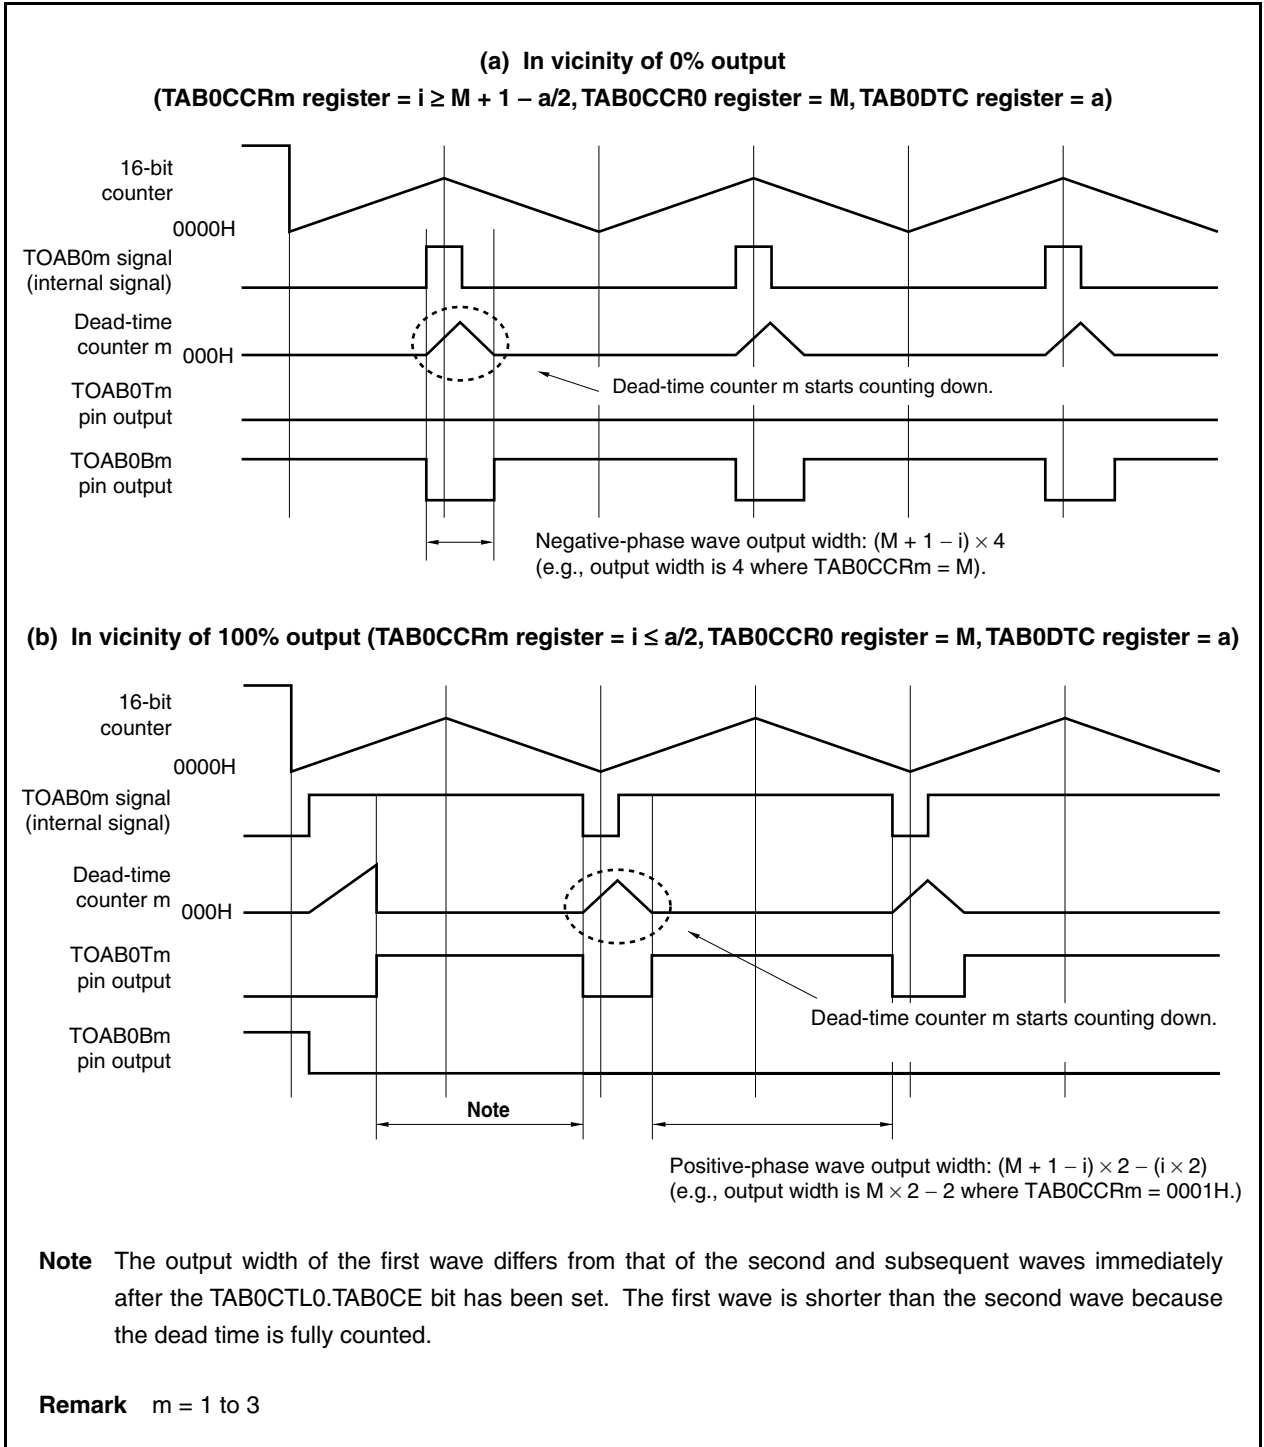 (a) In vicinity of 0% output
(TAB0CCRm register = i ≥ M + 1 – a/2, TAB0CCR0 register = M, TAB0DTC register = a)
16-bit
counter
0000H
TOAB0m signal
(internal signal)
Dead-time
counter m
000H
Dead-time counter m starts counting down.
TOAB0Tm
pin output
TOAB0Bm
pin output
Negative-phase wave output width: (M + 1 – i) × 4
(e.g., output width is 4 where TAB0CCRm = M).
(b) In vicinity of 100% output (TAB0CCRm register = i ≤ a/2, TAB0CCR0 register = M, TAB0DTC register = a)
16-bit
counter
0000H
TOAB0m signal
(internal signal)
Dead-time
counter m
000H
TOAB0Tm
pin output
Dead-time counter m starts counting down.
TOAB0Bm
pin output
Note
Positive-phase wave output width: (M + 1 – i) × 2 – (i × 2)
(e.g., output width is M × 2 – 2 where TAB0CCRm = 0001H.)
Note The output width of the first wave differs from that of the second and subsequent waves immediately
after the TAB0CTL0.TAB0CE bit has been set. The first wave is shorter than the second wave because
the dead time is fully counted.
Remark m = 1 to 3